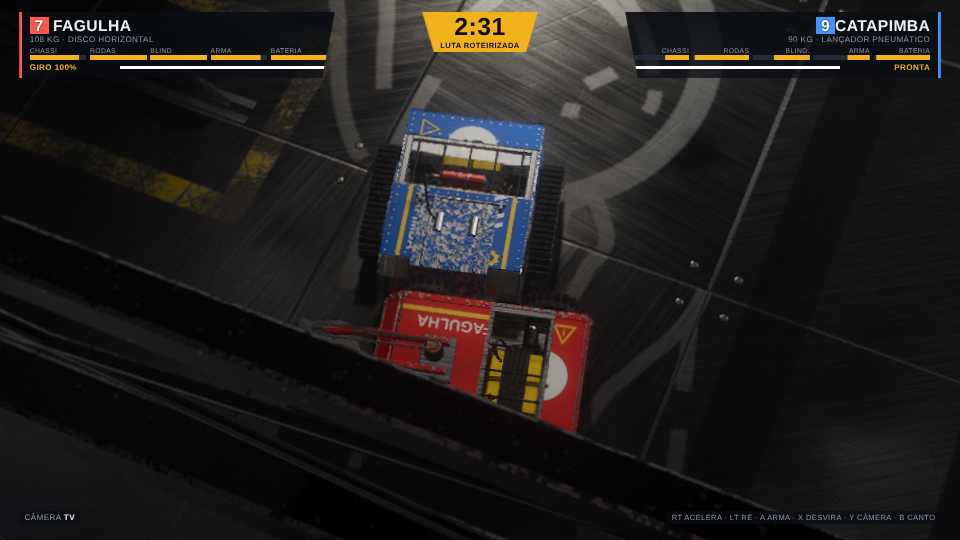 7 FAGULHA
108 KG · DISCO HORIZONTAL
CHASSI RODAS BLIND. ARMA BATERIA
GIRO 100%
2:31
LUTA ROTEIRIZADA
9 CATAPIMBA
90 KG · LANÇADOR PNEUMÁTICO
CHASSI RODAS BLIND. ARMA BATERIA
PRONTA
FAGULHA
CÂMERA TV
RT ACELERA · LT RÉ · A ARMA · X DESVIRA · Y CÂMERA · B CANTO